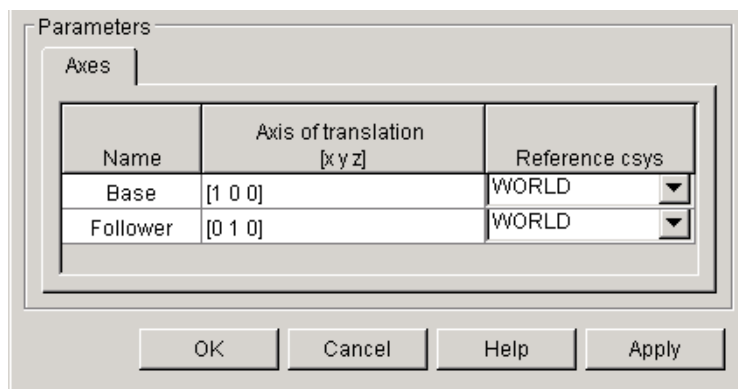 Parameters
Axes
Name
Axis of translation
[x y z]
Reference csys
Base
[1 0 0]
WORLD
Follower
[0 1 0]
WORLD
OK
Cancel
Help
Apply